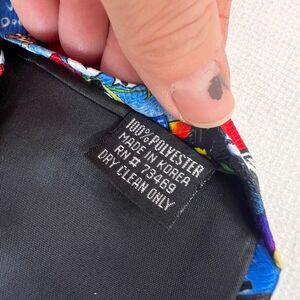 100% POLYESTER
MADE IN KOREA
RN # 73469
DRY CLEAN ONLY